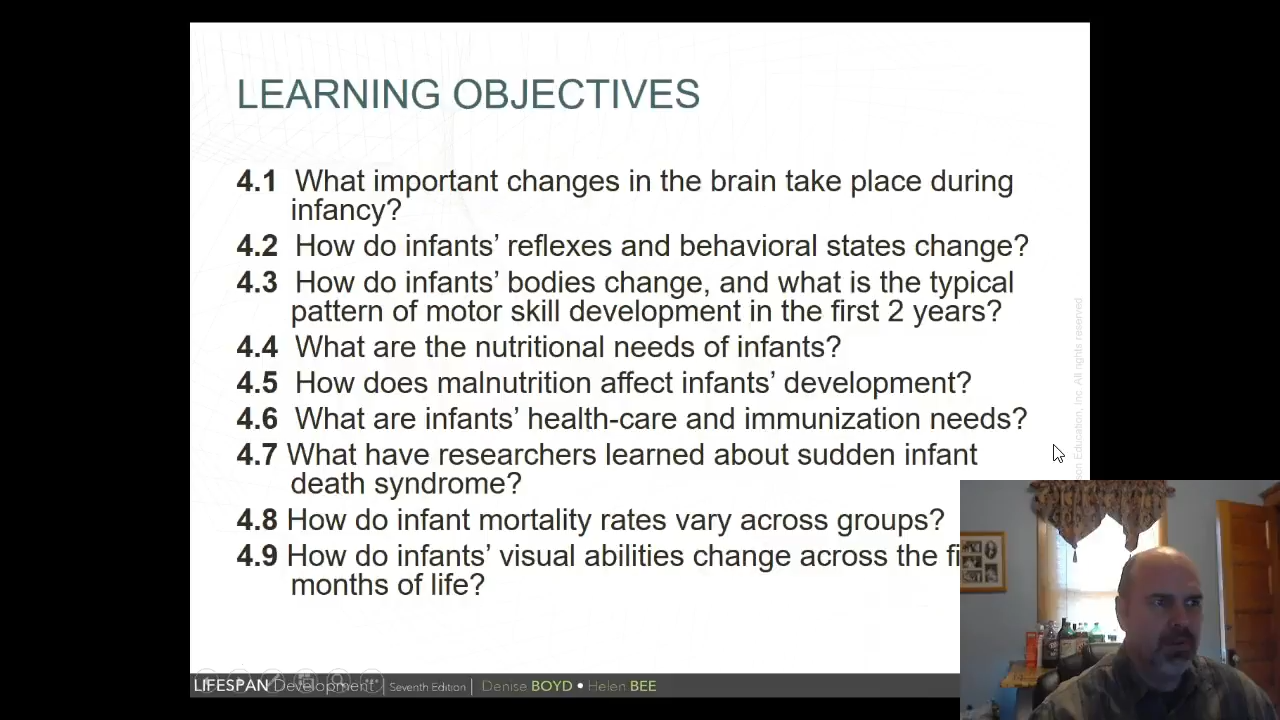 LEARNING OBJECTIVES
4.1 What important changes in the brain take place during
infancy?
4.2 How do infants’ reflexes and behavioral states change?
4.3 How do infants’ bodies change, and what is the typical
pattern of motor skill development in the first 2 years?
4.4 What are the nutritional needs of infants?
4.5 How does malnutrition affect infants’ development?
4.6 What are infants’ health-care and immunization needs?
4.7 What have researchers learned about sudden infant
death syndrome?
4.8 How do infant mortality rates vary across groups?
4.9 How do infants’ visual abilities change across the
months of life?
Education, Inc. All rights reserved
LIFESPAN Development | Seventh Edition | Denise BOYD • Helen BEE